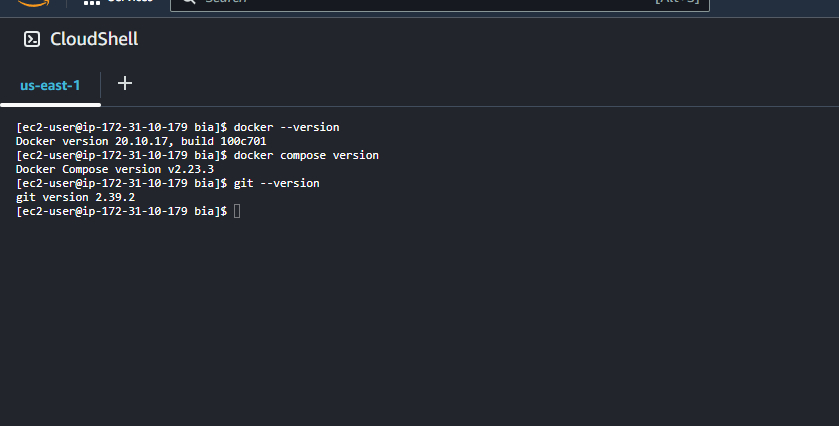 Services Search [Alt+S]
CloudShell
us-east-1 +
[ec2-user@ip-172-31-10-179 bia]$ docker --version
Docker version 20.10.17, build 100c701
[ec2-user@ip-172-31-10-179 bia]$ docker compose version
Docker Compose version v2.23.3
[ec2-user@ip-172-31-10-179 bia]$ git --version
git version 2.39.2
[ec2-user@ip-172-31-10-179 bia]$